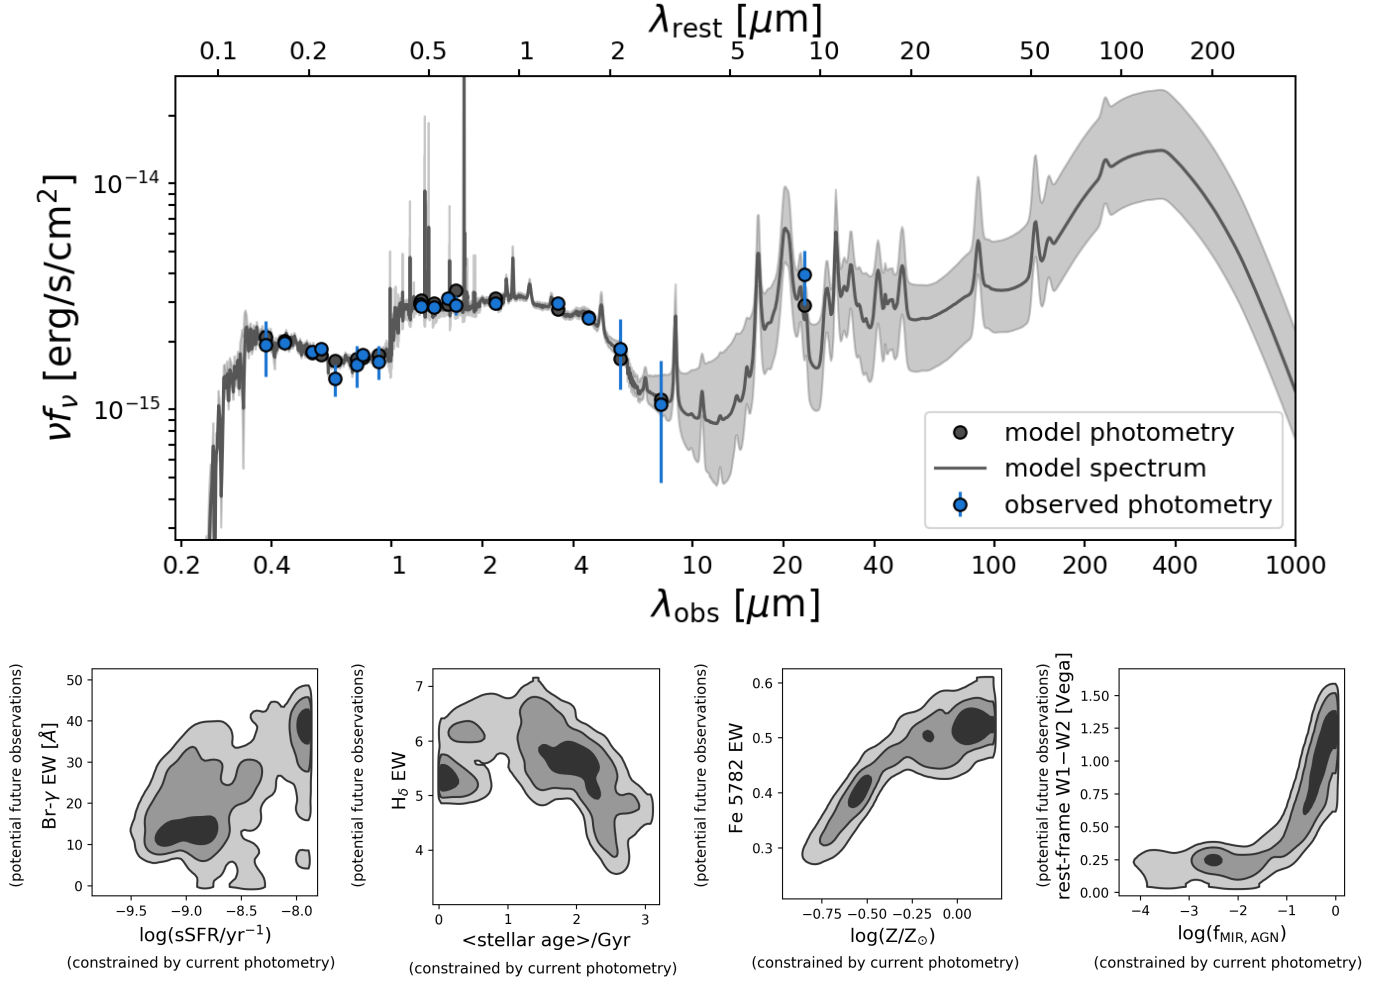 λrest [μm]
0.1 0.2 0.5 1 2 5 10 20 50 100 200
νfν [erg/s/cm²]
10⁻¹⁴
10⁻¹⁵
model photometry
model spectrum
observed photometry
0.2 0.4 1 2 4 10 20 40 100 200 400 1000
λobs [μm]
(potential future observations)
Br-γ EW [Å]
50
40
30
20
10
0
−9.5 −9.0 −8.5 −8.0
log(sSFR/yr⁻¹)
(constrained by current photometry)
(potential future observations)
Hδ EW
7
6
5
4
0 1 2 3
<stellar age>/Gyr
(constrained by current photometry)
(potential future observations)
Fe 5782 EW
0.6
0.5
0.4
0.3
−0.75 −0.50 −0.25 0.00
log(Z/Z☉)
(constrained by current photometry)
(potential future observations)
rest-frame W1−W2 [Vega]
1.50
1.25
1.00
0.75
0.50
0.25
0.00
−4 −3 −2 −1 0
log(fMIR, AGN)
(constrained by current photometry)